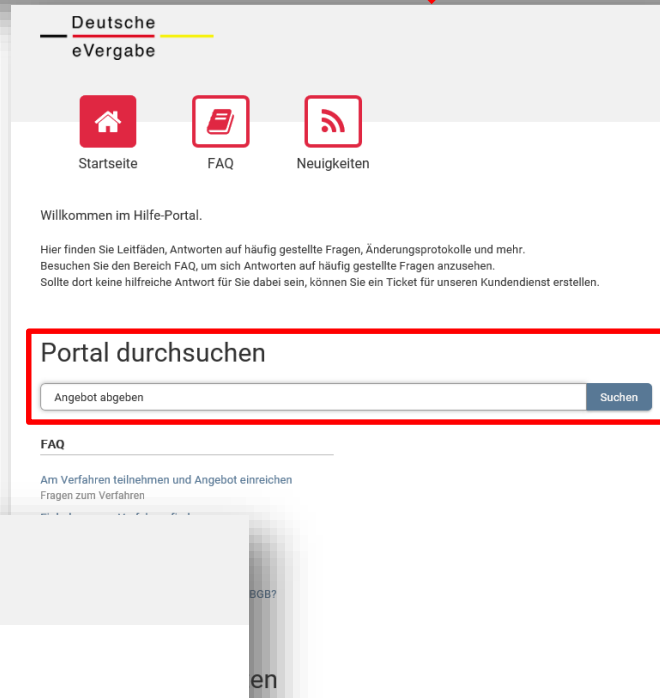 Deutsche
eVergabe
Startseite FAQ Neuigkeiten
Willkommen im Hilfe-Portal.
Hier finden Sie Leitfäden, Antworten auf häufig gestellte Fragen, Änderungsprotokolle und mehr.
Besuchen Sie den Bereich FAQ, um sich Antworten auf häufig gestellte Fragen anzusehen.
Sollte dort keine hilfreiche Antwort für Sie dabei sein, können Sie ein Ticket für unseren Kundendienst erstellen.
Portal durchsuchen
Angebot abgeben Suchen
FAQ
Am Verfahren teilnehmen und Angebot einreichen
Fragen zum Verfahren
BGB?
en